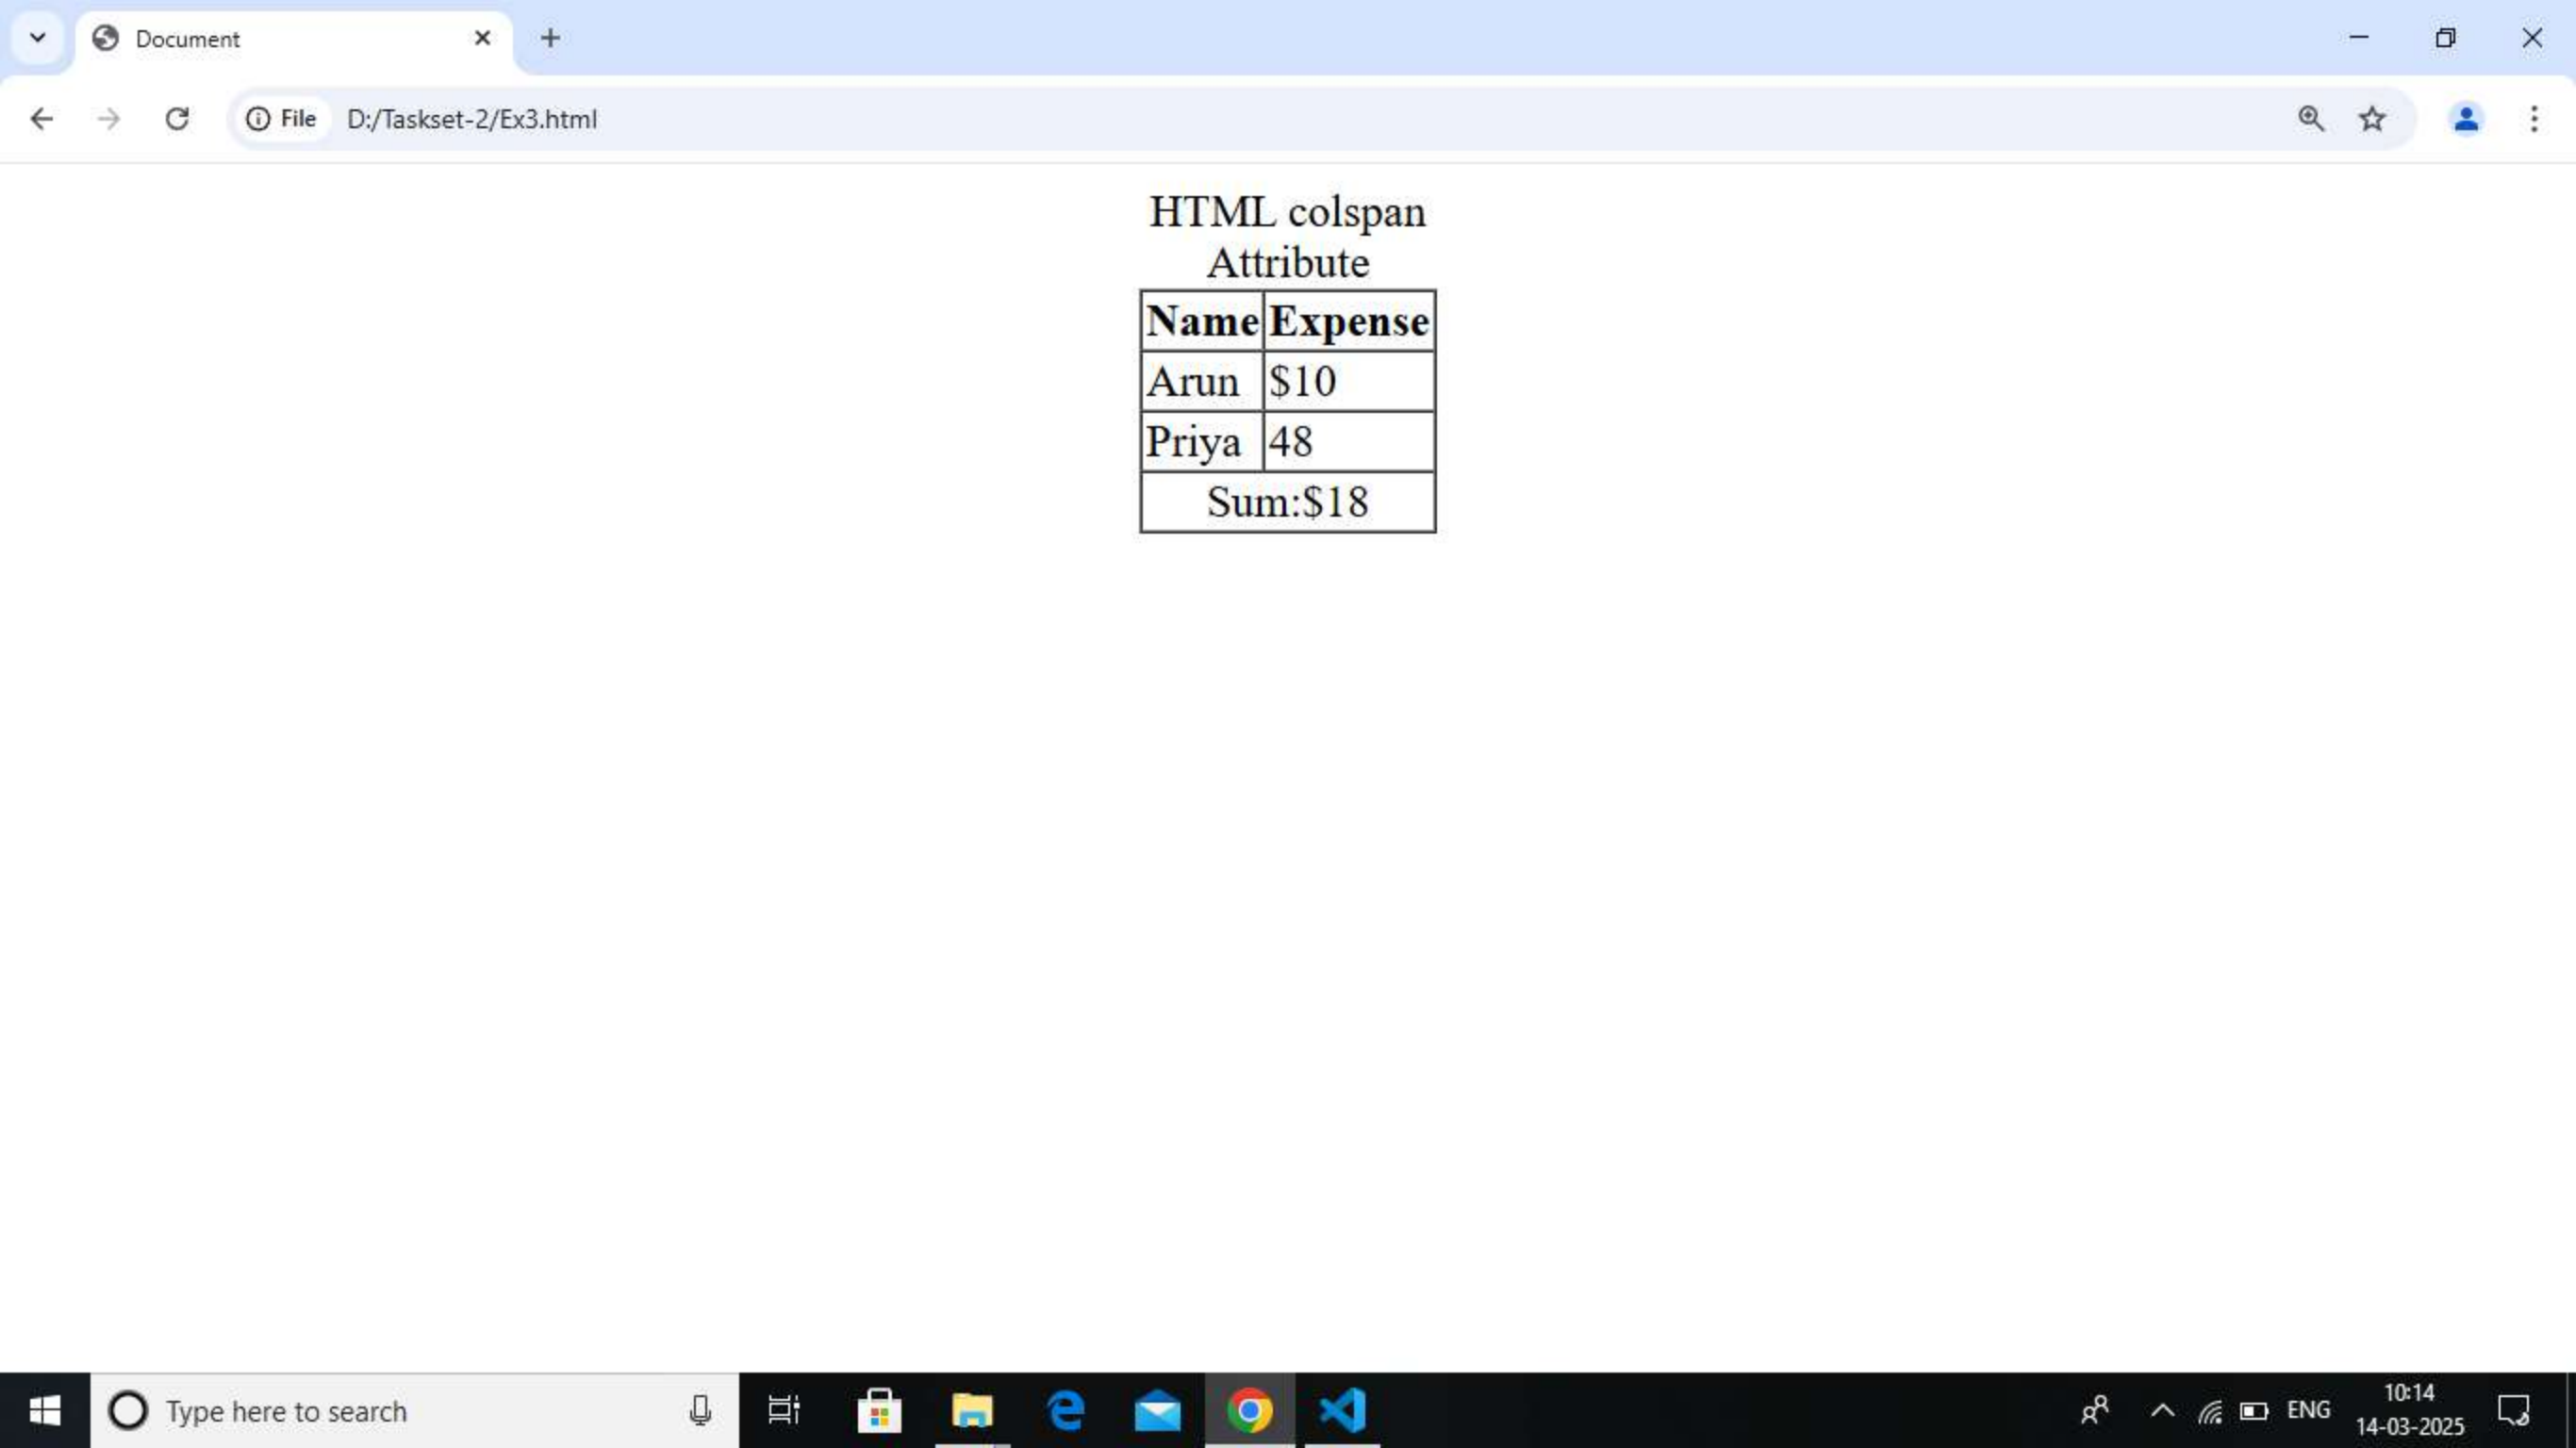 Document
File D:/Taskset-2/Ex3.html
HTML colspan
Attribute
Name Expense
Arun $10
Priya 48
Sum:$18
Type here to search
ENG
10:14
14-03-2025